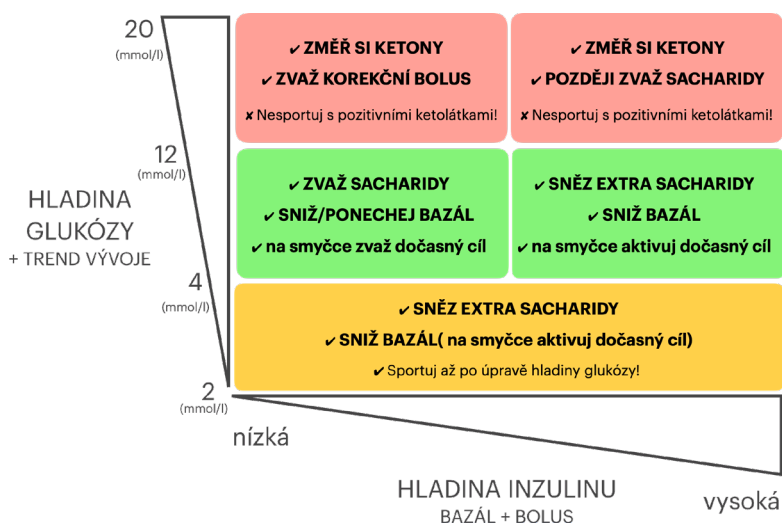 20
(mmol/l)
12
(mmol/l)
HLADINA
GLUKÓZY
+ TREND VÝVOJE
4
(mmol/l)
2
(mmol/l)
✓ ZMĚŘ SI KETONY
✓ ZVAŽ KOREKČNÍ BOLUS
✘ Nesportuj s pozitivními ketolátkami!
✓ ZMĚŘ SI KETONY
✓ POZDĚJI ZVAŽ SACHARIDY
✘ Nesportuj s pozitivními ketolátkami!
✓ ZVAŽ SACHARIDY
✓ SNIŽ/PONECHEJ BAZÁL
✓ na smyčce zvaž dočasný cíl
✓ SNĚZ EXTRA SACHARIDY
✓ SNIŽ BAZÁL
✓ na smyčce aktivuj dočasný cíl
✓ SNĚZ EXTRA SACHARIDY
✓ SNIŽ BAZÁL( na smyčce aktivuj dočasný cíl)
✓ Sportuj až po úpravě hladiny glukózy!
nízká
HLADINA INZULINU
BAZÁL + BOLUS
vysoká